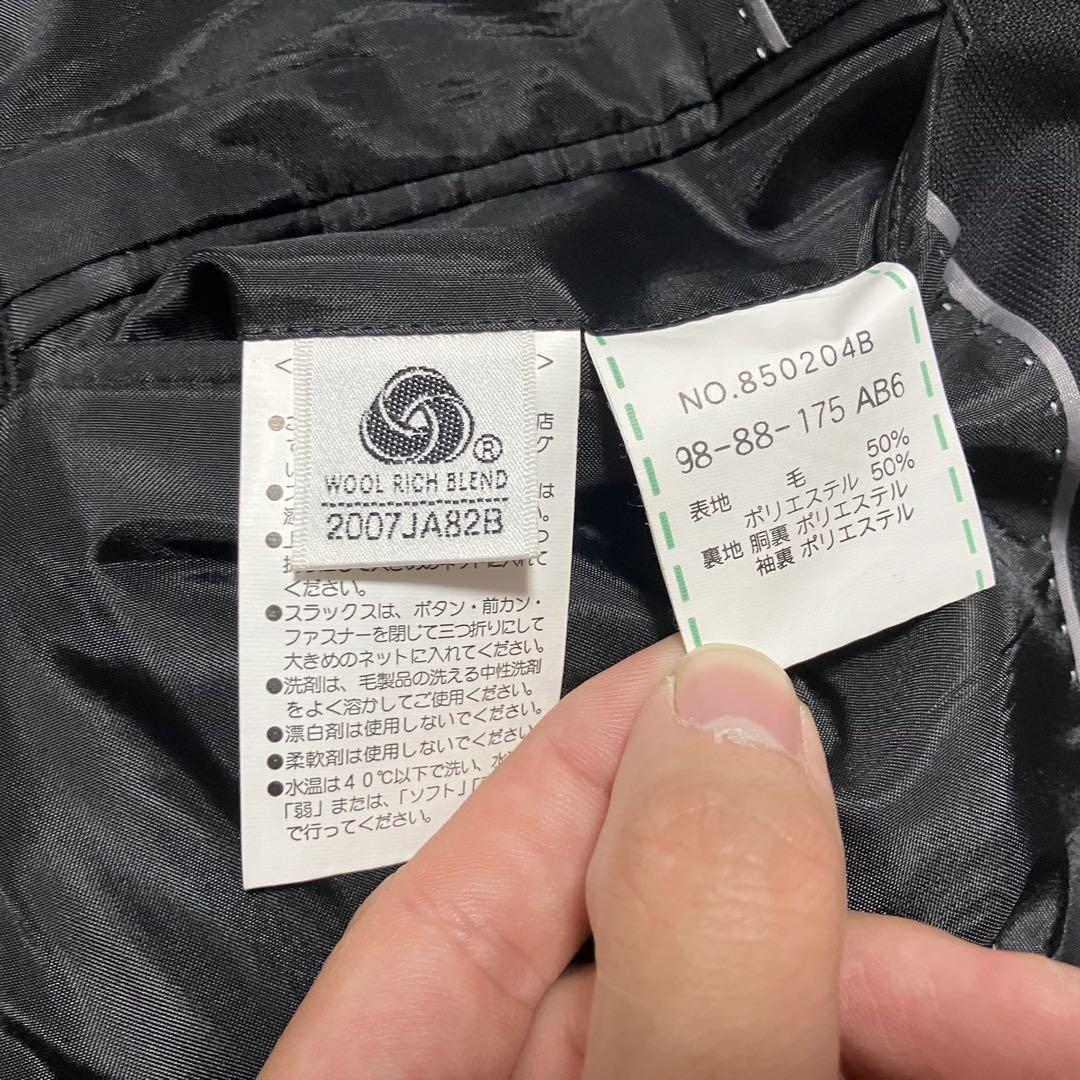 ®
WOOL RICH BLEND
2007JA82B
ください。
●スラックスは、ボタン・前カン・
ファスナーを閉じて三つ折りにして
大きめのネットに入れてください。
●洗剤は、毛製品の洗える中性洗剤
をよく溶かしてご使用ください。
●漂白剤は使用しないでください。
●柔軟剤は使用しないでください。
●水温は40℃以下で洗い、
「弱」または、「ソフト」
で行ってください。
NO.850204B
98-88-175 AB6
表地 毛 50%
ポリエステル 50%
裏地 胴裏 ポリエステル
袖裏 ポリエステル